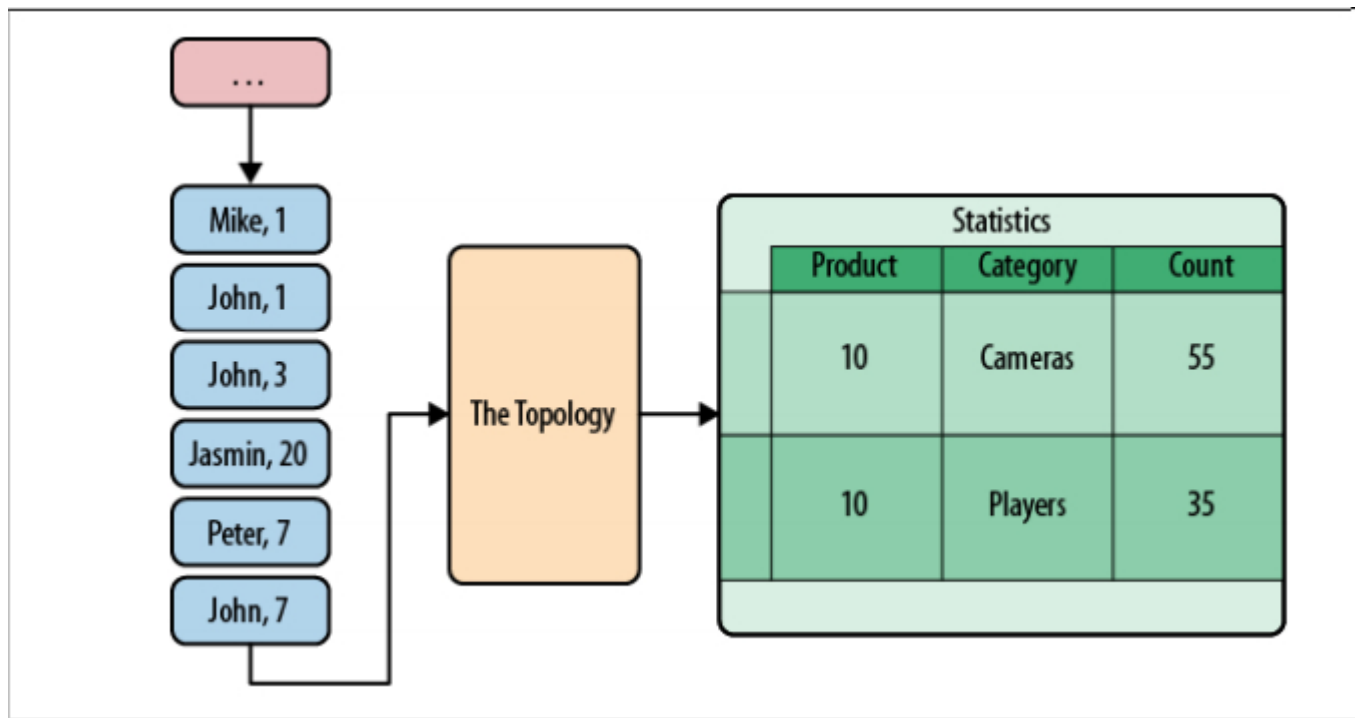 ...
Mike, 1
John, 1
John, 3
Jasmin, 20
Peter, 7
John, 7
The Topology
Statistics
Product Category Count
10 Cameras 55
10 Players 35